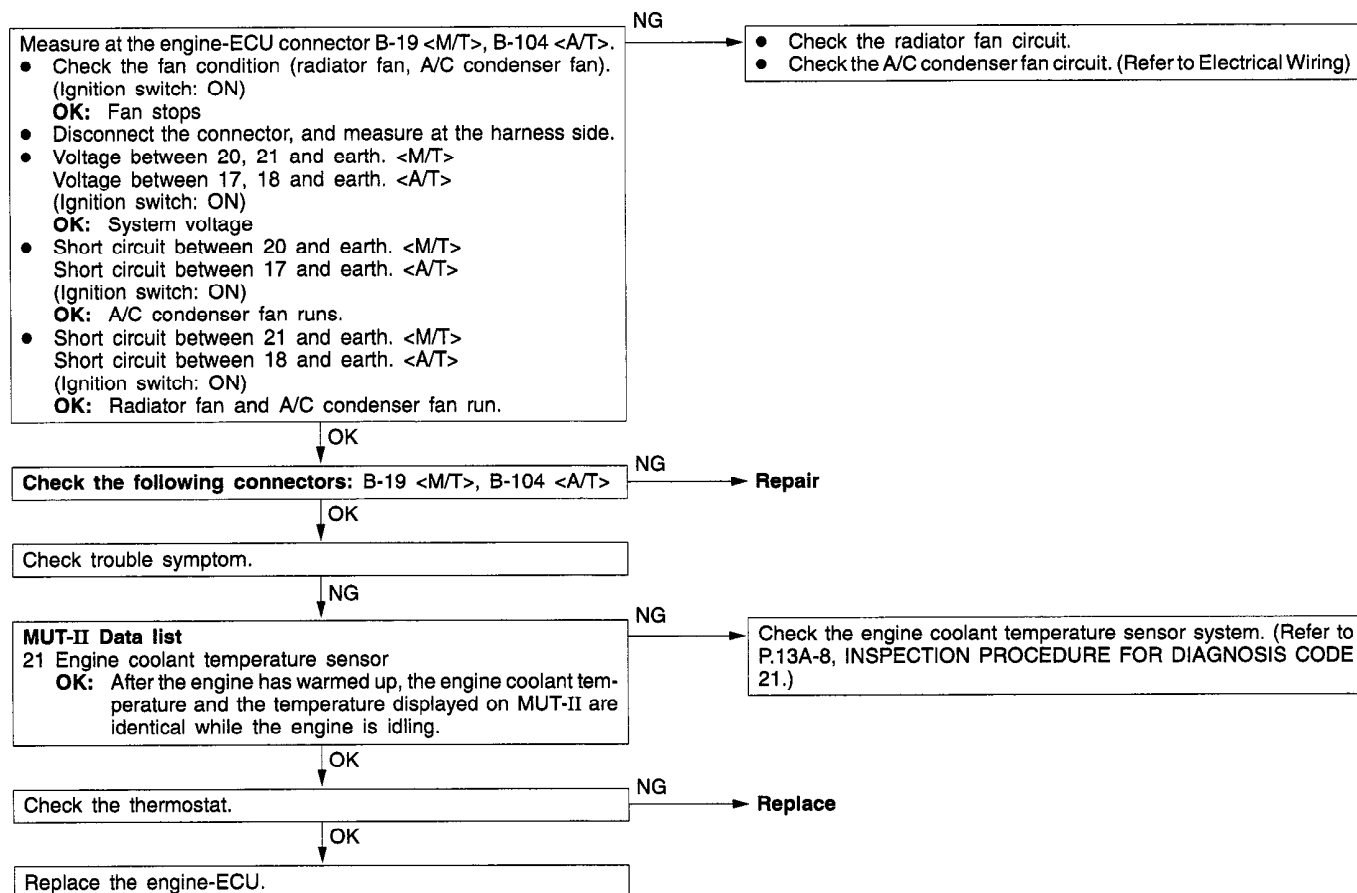 Measure at the engine-ECU connector B-19 <M/T>, B-104 <A/T>.
● Check the fan condition (radiator fan, A/C condenser fan).
(Ignition switch: ON)
OK: Fan stops
● Disconnect the connector, and measure at the harness side.
● Voltage between 20, 21 and earth. <M/T>
Voltage between 17, 18 and earth. <A/T>
(Ignition switch: ON)
OK: System voltage
● Short circuit between 20 and earth. <M/T>
Short circuit between 17 and earth. <A/T>
(Ignition switch: ON)
OK: A/C condenser fan runs.
● Short circuit between 21 and earth. <M/T>
Short circuit between 18 and earth. <A/T>
(Ignition switch: ON)
OK: Radiator fan and A/C condenser fan run.
NG
● Check the radiator fan circuit.
● Check the A/C condenser fan circuit. (Refer to Electrical Wiring)
OK
Check the following connectors: B-19 <M/T>, B-104 <A/T>
NG
Repair
OK
Check trouble symptom.
NG
MUT-II Data list
21 Engine coolant temperature sensor
OK: After the engine has warmed up, the engine coolant tem-
perature and the temperature displayed on MUT-II are
identical while the engine is idling.
NG
Check the engine coolant temperature sensor system. (Refer to
P.13A-8, INSPECTION PROCEDURE FOR DIAGNOSIS CODE
21.)
OK
Check the thermostat.
NG
Replace
OK
Replace the engine-ECU.